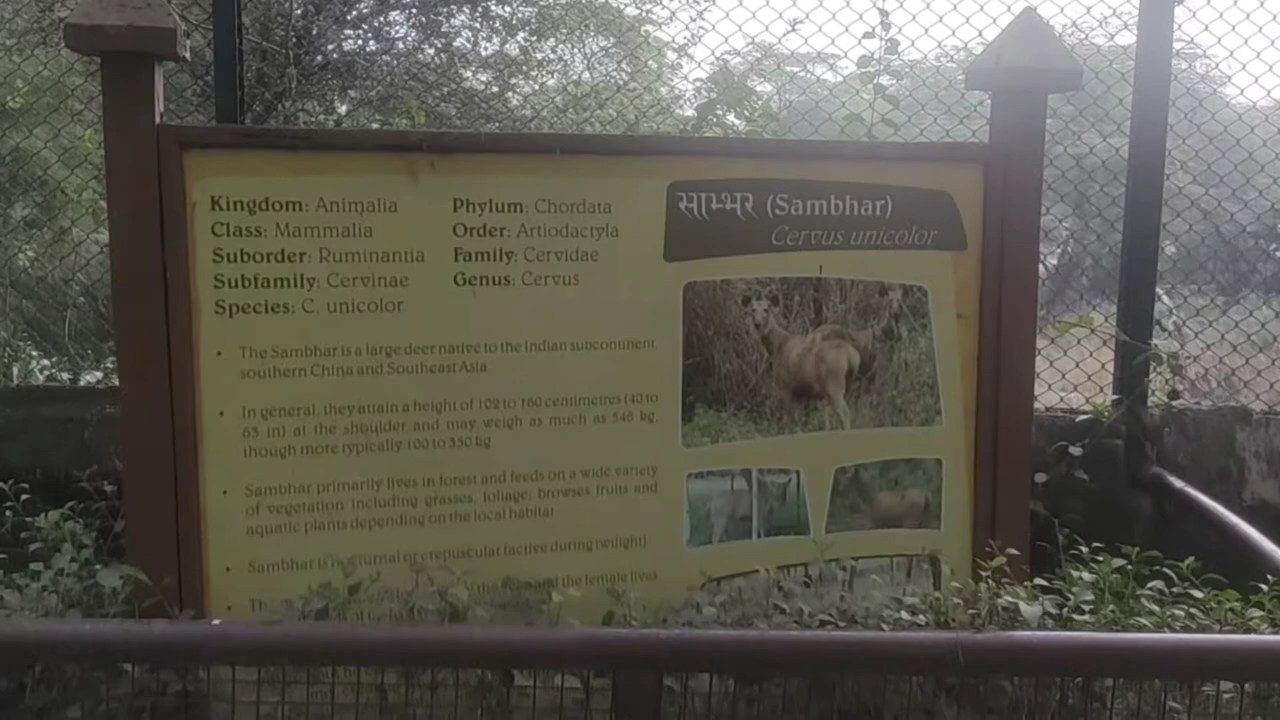 Kingdom: Animalia
Phylum: Chordata
Class: Mammalia
Order: Artiodactyla
Suborder: Ruminantia
Family: Cervidae
Subfamily: Cervinae
Genus: Cervus
Species: C. unicolor
साम्भर (Sambhar)
Cervus unicolor
• The Sambhar is a large deer native to the Indian subcontinent,
southern China and Southeast Asia
• In general, they attain a height of 102 to 160 centimetres (40 to
63 in) at the shoulder and may weigh as much as 546 kg,
though more typically 100 to 350 kg
• Sambhar primarily lives in forest and feeds on a wide variety
of vegetation including grasses, foliage, browses fruits and
aquatic plants depending on the local habitat
• Sambhar is nocturnal or crepuscular (active during twilight)
• the female lives